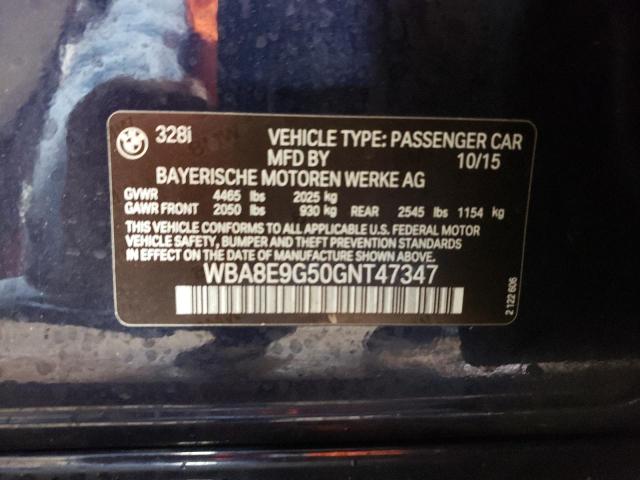 328i VEHICLE TYPE: PASSENGER CAR
MFD BY 10/15
BAYERISCHE MOTOREN WERKE AG
GVWR 4465 lbs 2025 kg
GAWR FRONT 2050 lbs 930 kg REAR 2545 lbs 1154 kg
THIS VEHICLE CONFORMS TO ALL APPLICABLE U.S. FEDERAL MOTOR
VEHICLE SAFETY, BUMPER AND THEFT PREVENTION STANDARDS
IN EFFECT ON THE DATE OF MANUFACTURE SHOWN ABOVE.
WBA8E9G50GNT47347
2 122 606